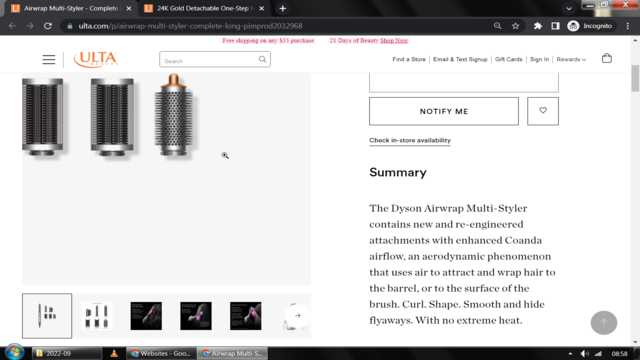 Airwrap Multi-Styler - Complete
24K Gold Detachable One-Step
ulta.com/p/airwrap-multi-styler-complete-long-pimprod2032968
Incognito
Free shipping on any $35 purchase
21 Days of Beauty Shop Now
ULTA
BEAUTY
Search
Find a Store
Email & Text Signup
Gift Cards
Sign In
Rewards
NOTIFY ME
Check in-store availability
Summary
The Dyson Airwrap Multi-Styler
contains new and re-engineered
attachments with enhanced Coanda
airflow, an aerodynamic phenomenon
that uses air to attract and wrap hair to
the barrel, or to the surface of the
brush. Curl. Shape. Smooth and hide
flyaways. With no extreme heat.
2022-09
Websites - Goo...
Airwrap Multi-S...
08:58